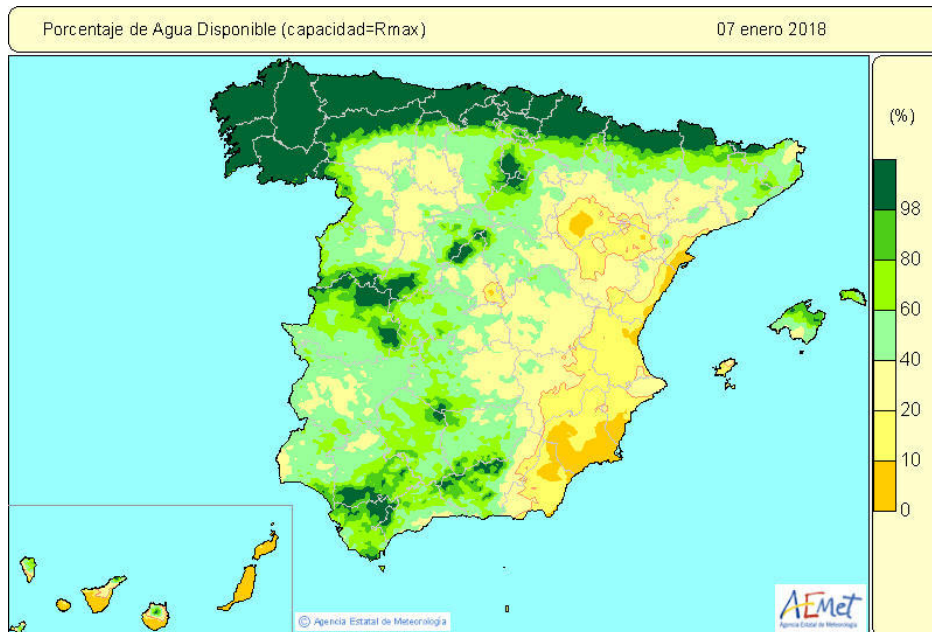 Porcentaje de Agua Disponible (capacidad=Rmax) 07 enero 2018
(%)
98
80
60
40
20
10
0
© Agencia Estatal de Meteorología
AEMet
Agencia Estatal de Meteorología